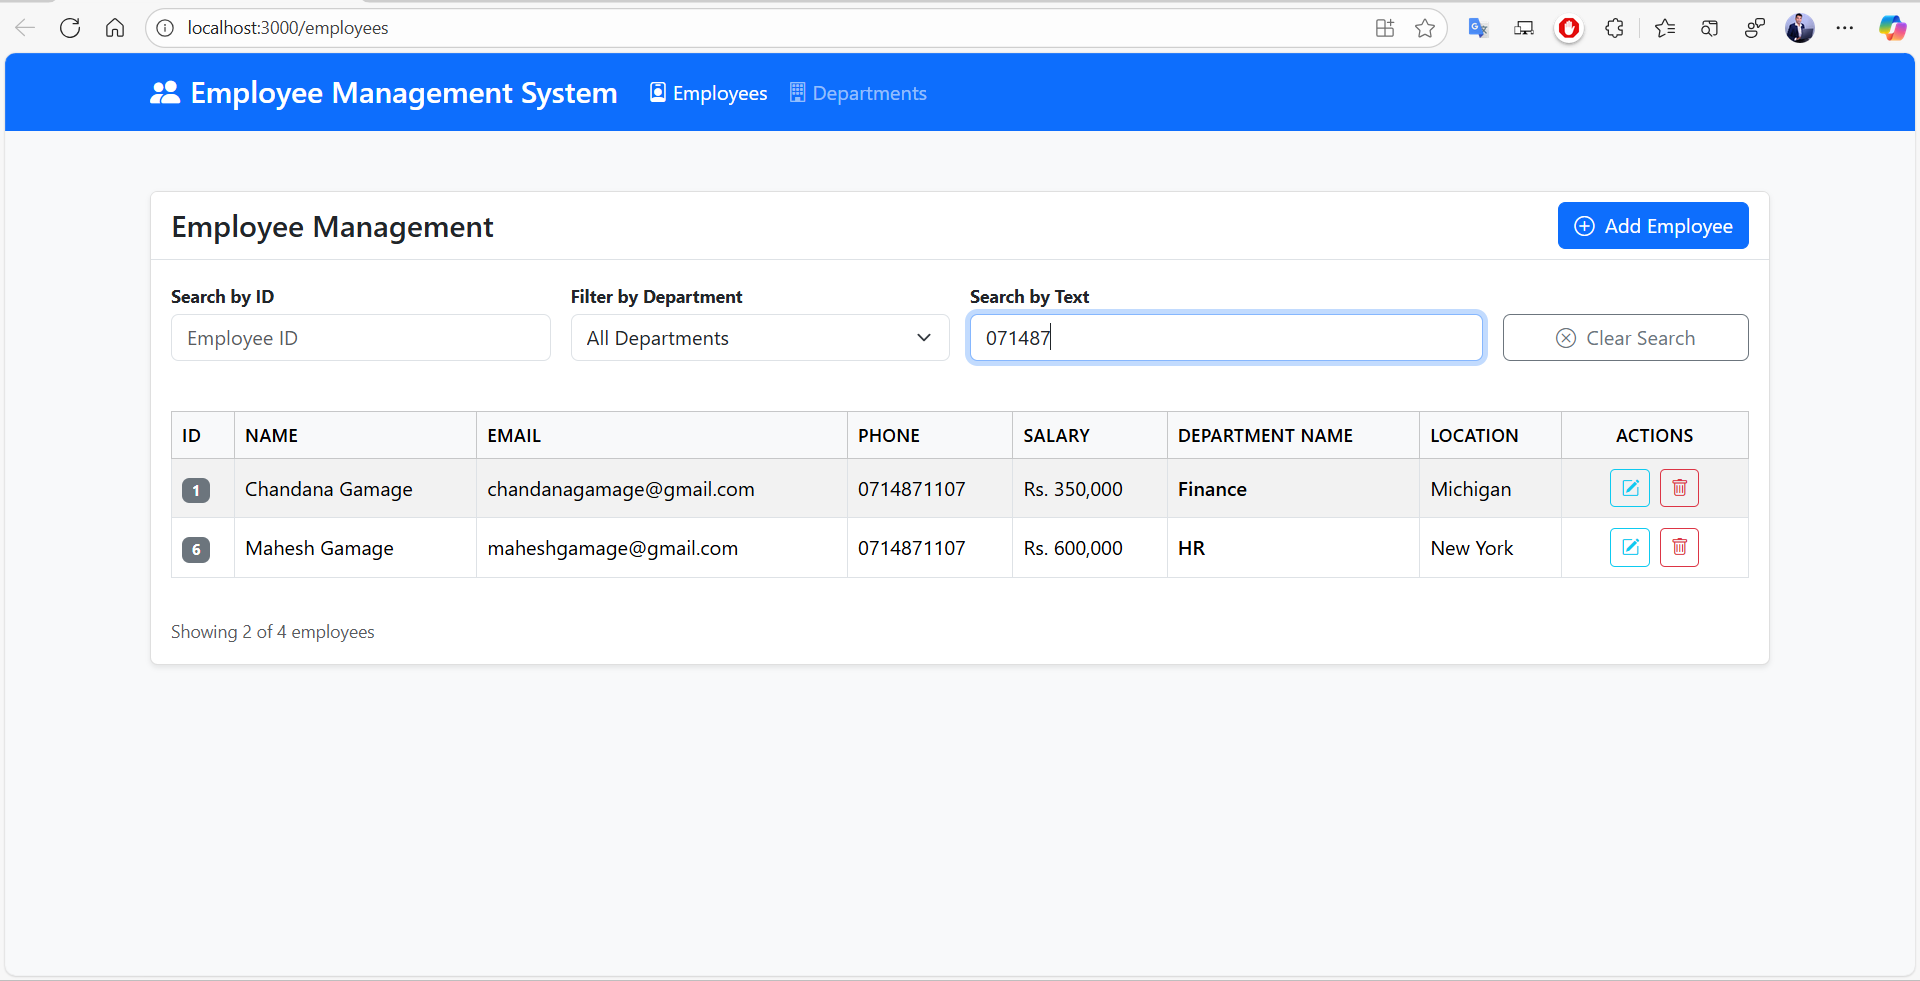 localhost:3000/employees
Employee Management System Employees Departments
Employee Management Add Employee
Search by ID Filter by Department Search by Text
Employee ID All Departments 071487 Clear Search
ID NAME EMAIL PHONE SALARY DEPARTMENT NAME LOCATION ACTIONS
1 Chandana Gamage chandanagamage@gmail.com 0714871107 Rs. 350,000 Finance Michigan
6 Mahesh Gamage maheshgamage@gmail.com 0714871107 Rs. 600,000 HR New York
Showing 2 of 4 employees